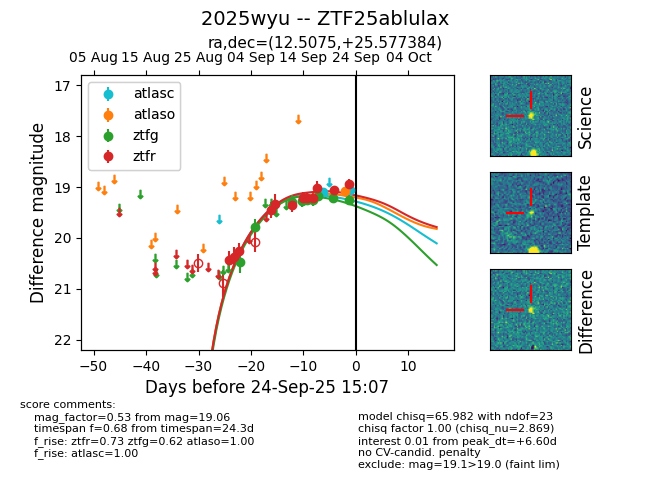 2025wyu -- ZTF25ablulax
ra,dec=(12.5075,+25.577384)
05 Aug 15 Aug 25 Aug 04 Sep 14 Sep 24 Sep 04 Oct
atlasc
atlaso
ztfg
ztfr
17
18
19
20
21
22
Difference magnitude
−50 −40 −30 −20 −10 0 10
Days before 24-Sep-25 15:07
Science
Template
Difference
score comments:
mag_factor=0.53 from mag=19.06
timespan f=0.68 from timespan=24.3d
f_rise: ztfr=0.73 ztfg=0.62 atlaso=1.00
f_rise: atlasc=1.00
model chisq=65.982 with ndof=23
chisq factor 1.00 (chisq_nu=2.869)
interest 0.01 from peak_dt=+6.60d
no CV-candid. penalty
exclude: mag=19.1>19.0 (faint lim)